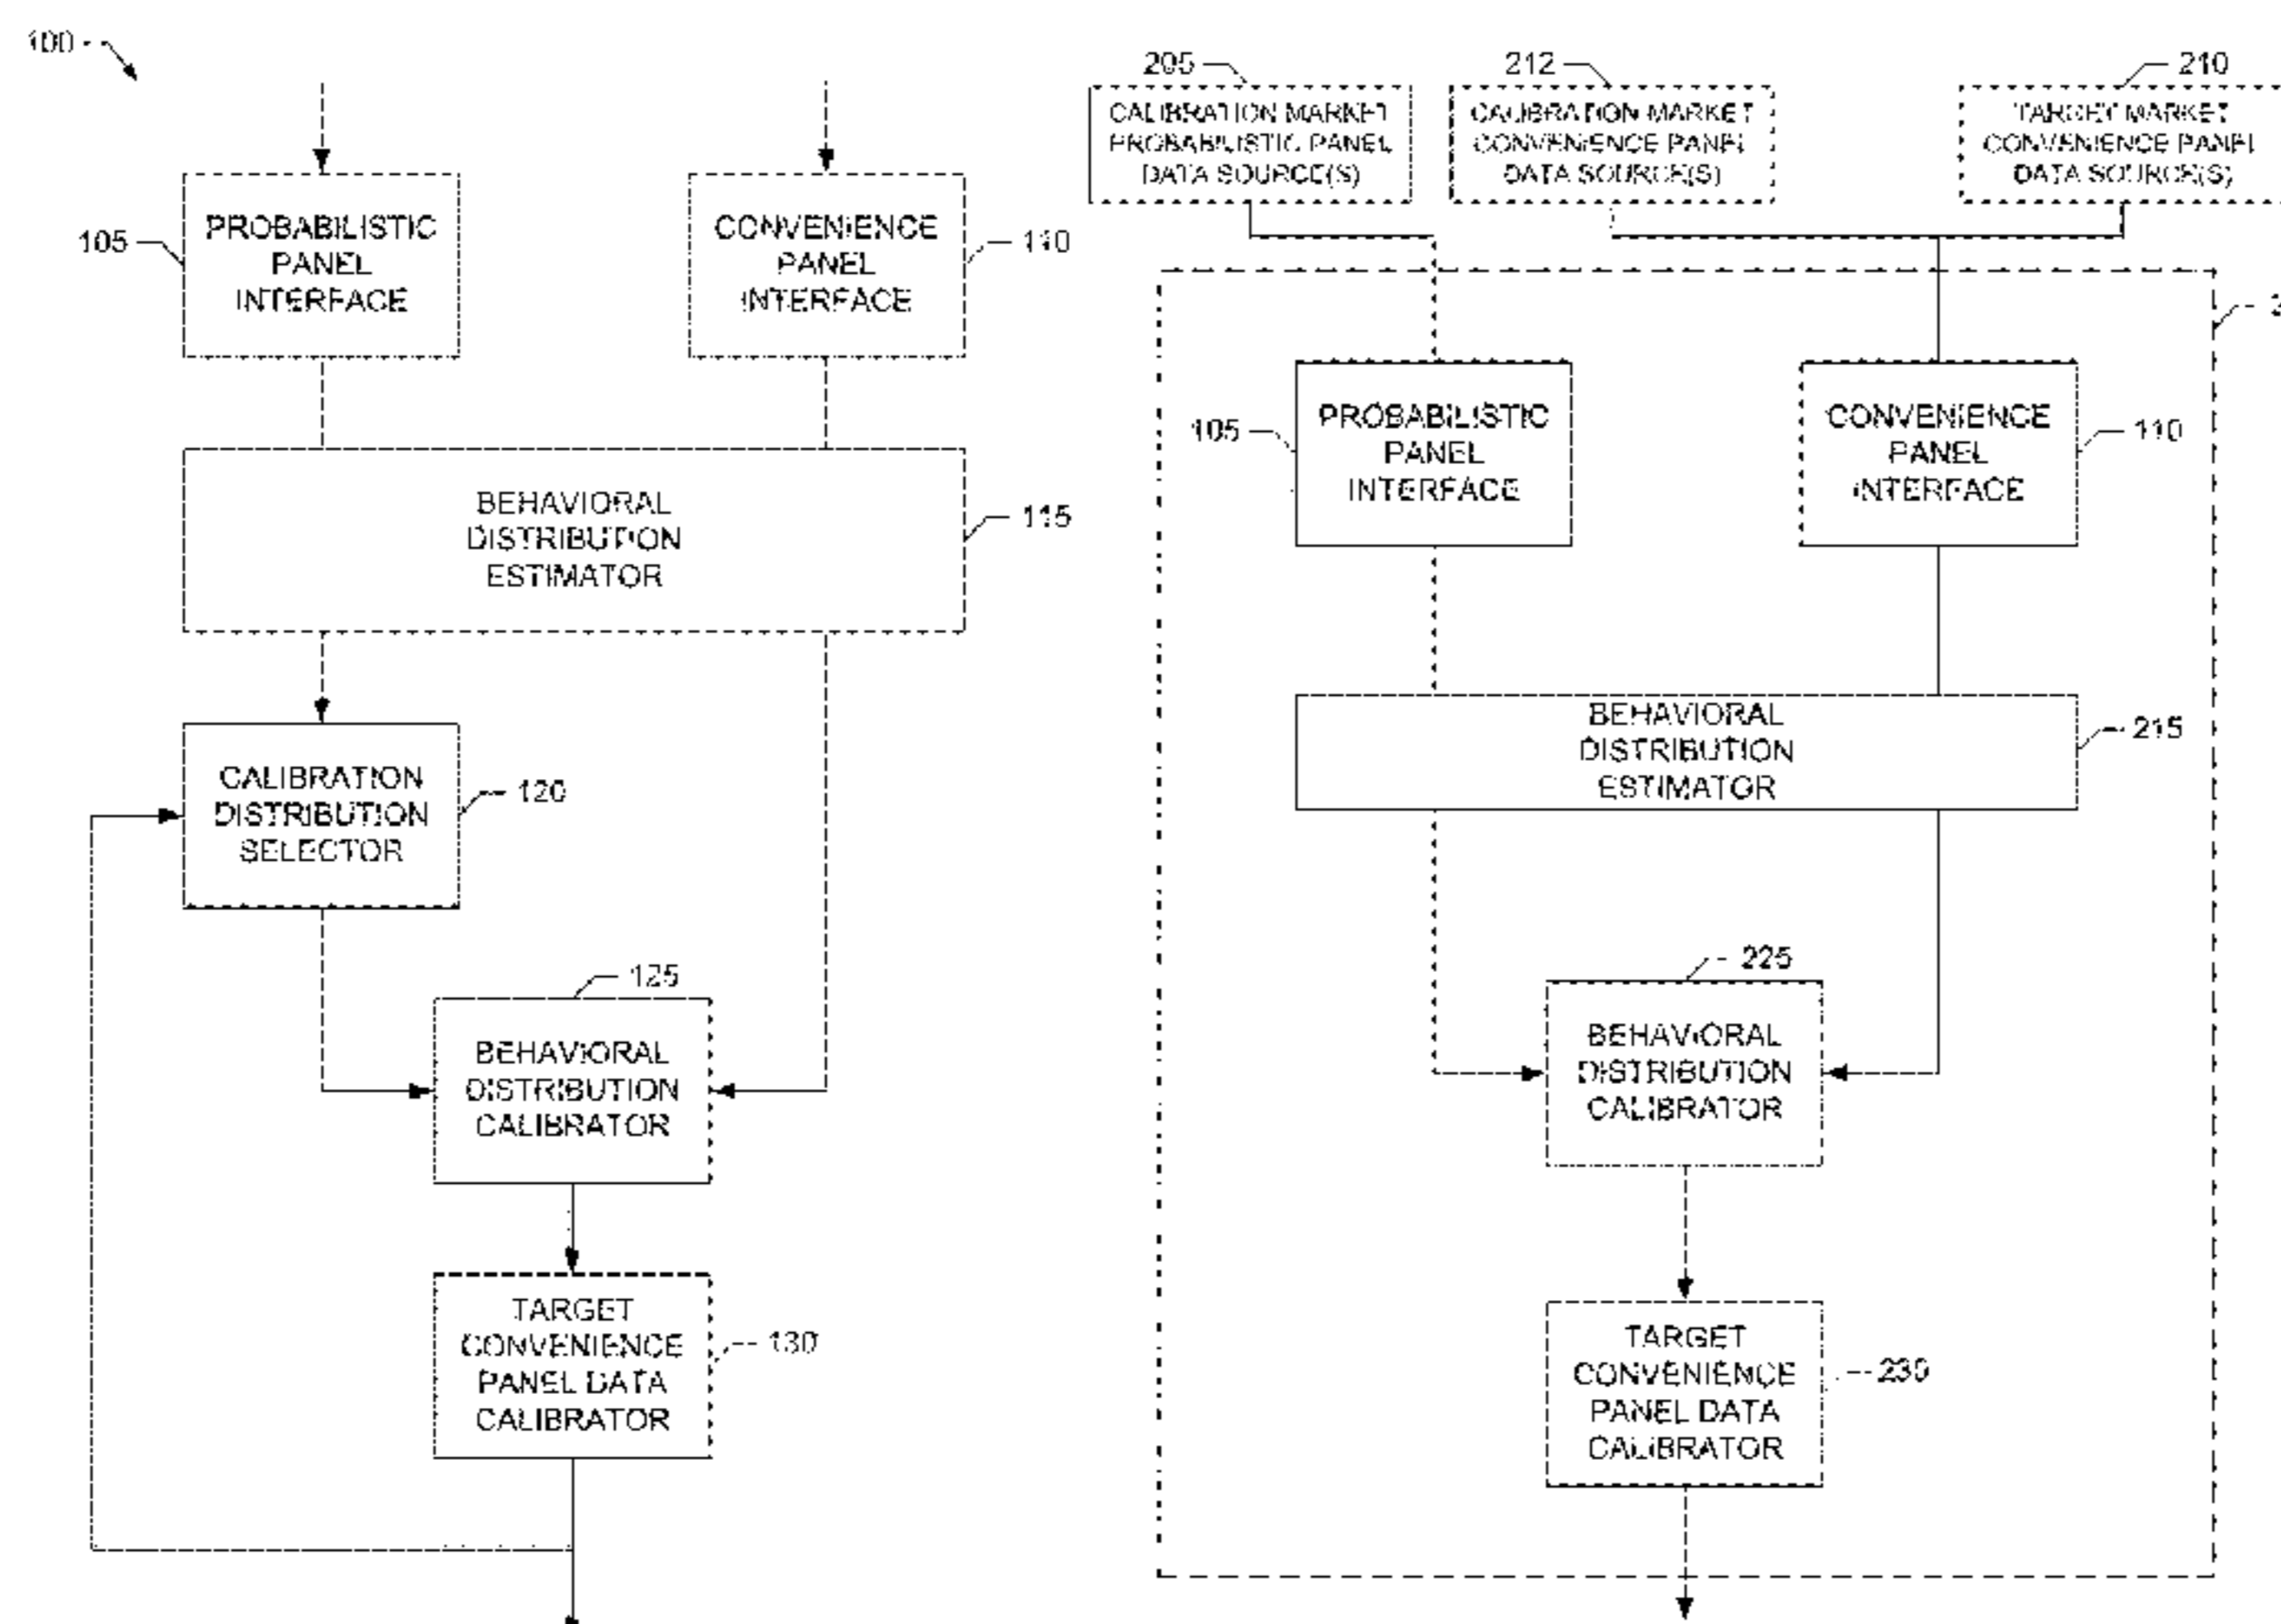 100
PROBABILISTIC
PANEL
INTERFACE
105
CONVENIENCE
PANEL
INTERFACE
110
BEHAVIORAL
DISTRIBUTION
ESTIMATOR
115
CALIBRATION
DISTRIBUTION
SELECTOR
120
125
BEHAVIORAL
DISTRIBUTION
CALIBRATOR
TARGET
CONVENIENCE
PANEL DATA
CALIBRATOR
130
205
CALIBRATION MARKET
PROBABILISTIC PANEL
DATA SOURCE(S)
212
CALIBRATION MARKET
CONVENIENCE PANEL
DATA SOURCE(S)
210
TARGET MARKET
CONVENIENCE PANEL
DATA SOURCE(S)
105
PROBABILISTIC
PANEL
INTERFACE
CONVENIENCE
PANEL
INTERFACE
110
BEHAVIORAL
DISTRIBUTION
ESTIMATOR
215
225
BEHAVIORAL
DISTRIBUTION
CALIBRATOR
TARGET
CONVENIENCE
PANEL DATA
CALIBRATOR
230